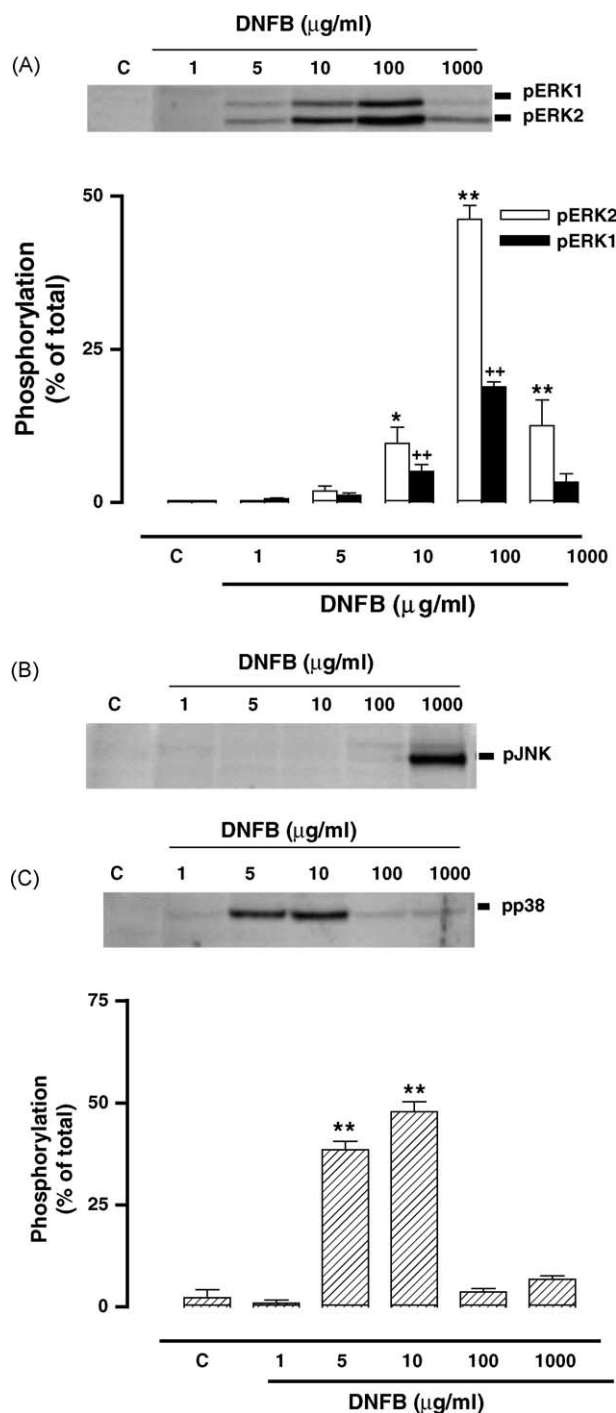 DNFB (μg/ml)
(A)
C 1 5 10 100 1000
pERK1
pERK2
50
**
pERK2
pERK1
Phosphorylation
(% of total)
25
++
**
*
++
0
C 1 5 10 100 1000
DNFB (μ g/ml)
(B)
DNFB (μg/ml)
C 1 5 10 100 1000
pJNK
DNFB (μg/ml)
(C)
C 1 5 10 100 1000
pp38
75
Phosphorylation
(% of total)
50
**
**
25
0
C 1 5 10 100 1000
DNFB (μ g/ml)